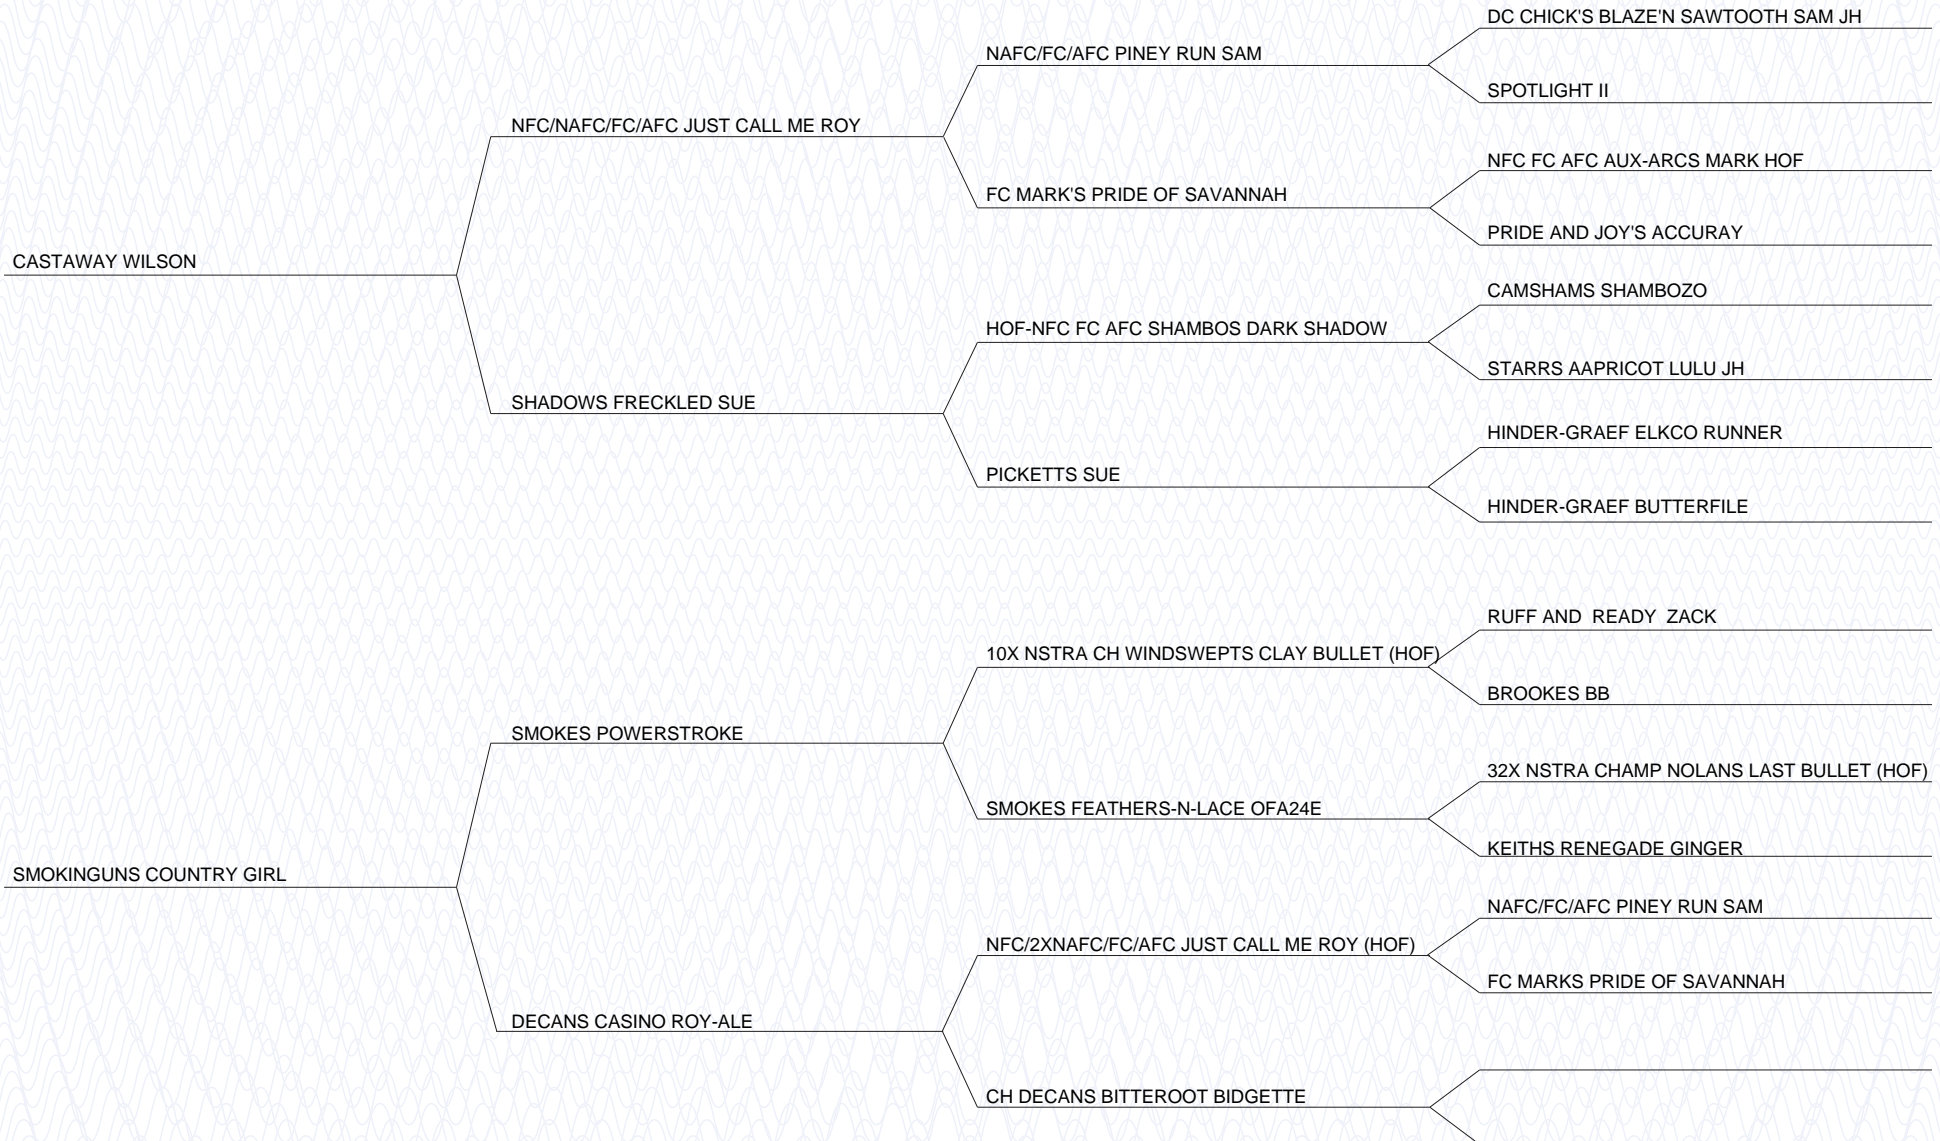 DC CHICK'S BLAZE'N SAWTOOTH SAM JH
NAFC/FC/AFC PINEY RUN SAM
SPOTLIGHT II
NFC/NAFC/FC/AFC JUST CALL ME ROY
NFC FC AFC AUX-ARCS MARK HOF
FC MARK'S PRIDE OF SAVANNAH
PRIDE AND JOY'S ACCURAY
CASTAWAY WILSON
CAMSHAMS SHAMBOZO
HOF-NFC FC AFC SHAMBOS DARK SHADOW
STARRS AAPRICOT LULU JH
SHADOWS FRECKLED SUE
HINDER-GRAEF ELKCO RUNNER
PICKETTS SUE
HINDER-GRAEF BUTTERFILE
RUFF AND  READY  ZACK
10X NSTRA CH WINDSWEPTS CLAY BULLET (HOF)
BROOKES BB
SMOKES POWERSTROKE
32X NSTRA CHAMP NOLANS LAST BULLET (HOF)
SMOKES FEATHERS-N-LACE OFA24E
KEITHS RENEGADE GINGER
SMOKINGUNS COUNTRY GIRL
NAFC/FC/AFC PINEY RUN SAM
NFC/2XNAFC/FC/AFC JUST CALL ME ROY (HOF)
FC MARKS PRIDE OF SAVANNAH
DECANS CASINO ROY-ALE
CH DECANS BITTEROOT BIDGETTE